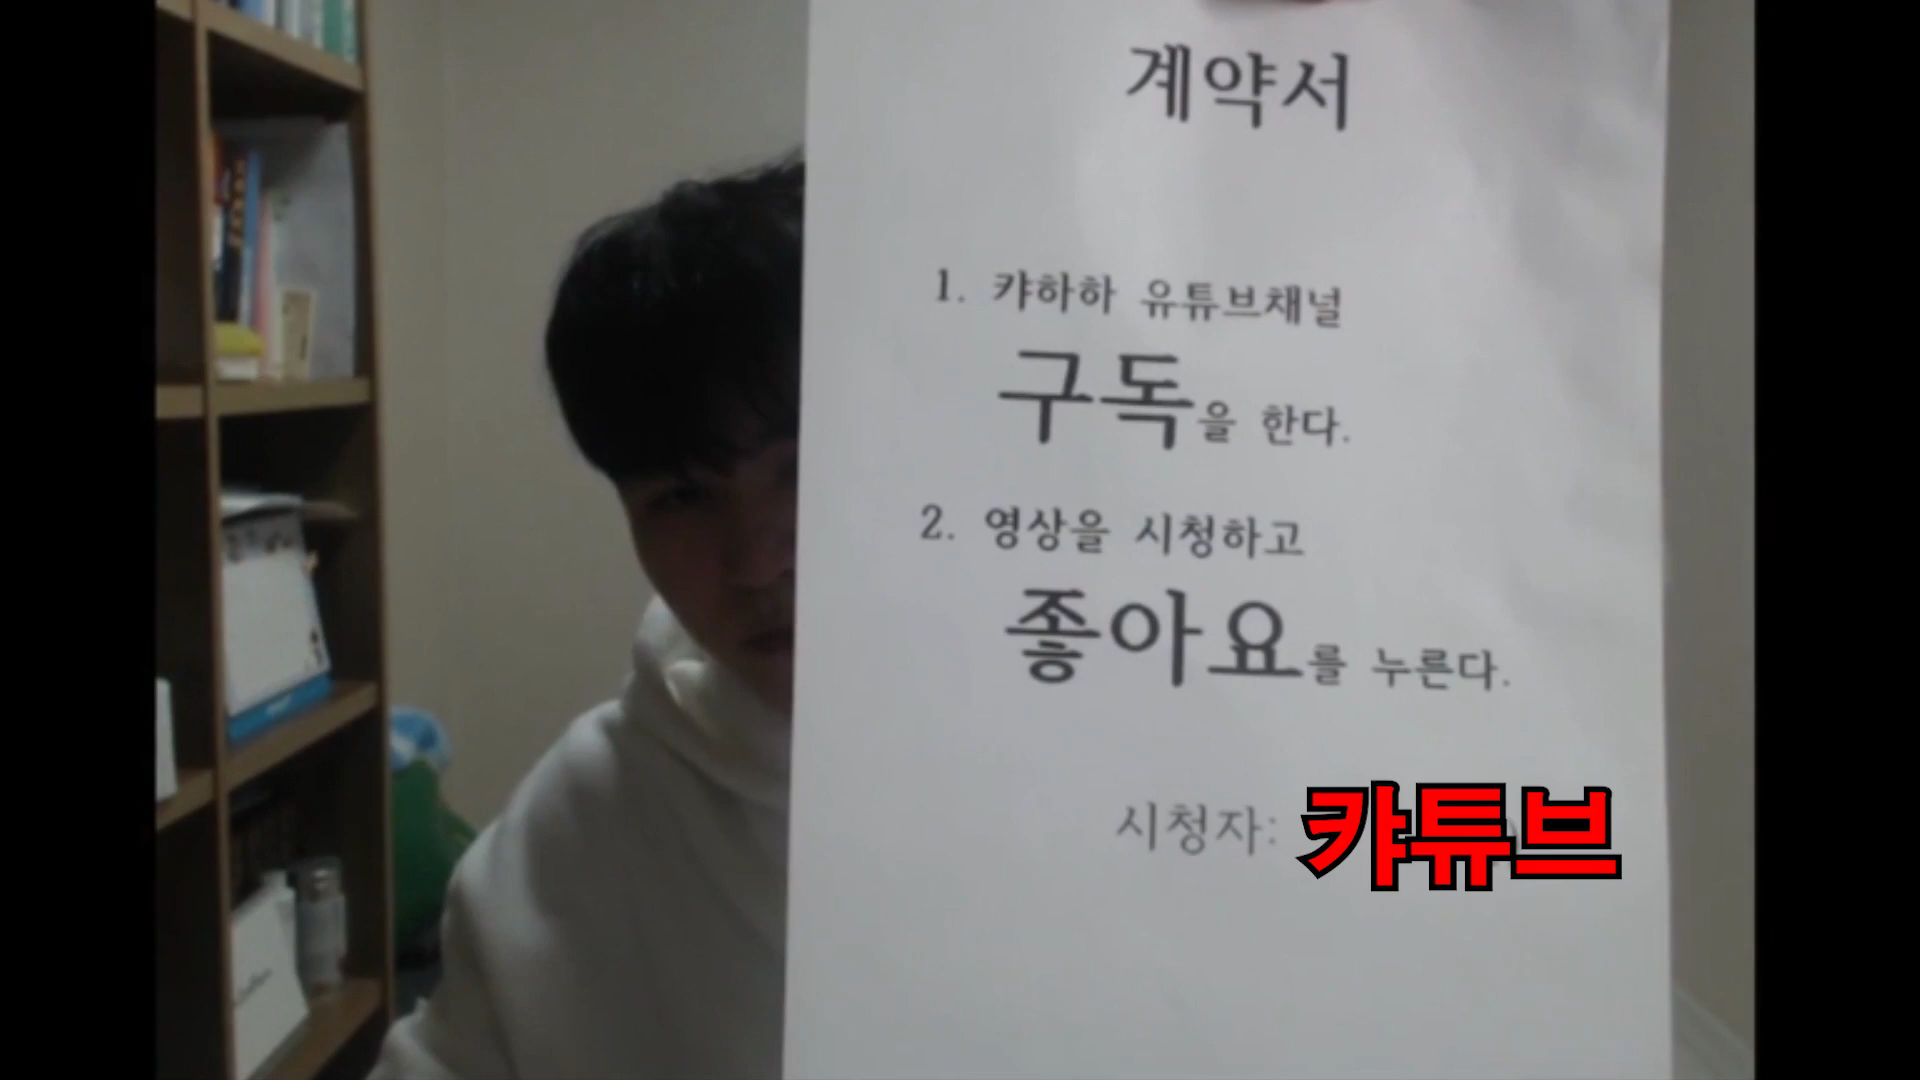 계약서
1. 캬하하 유튜브채널
구독을 한다.
2. 영상을 시청하고
좋아요를 누른다.
시청자: 캬튜브